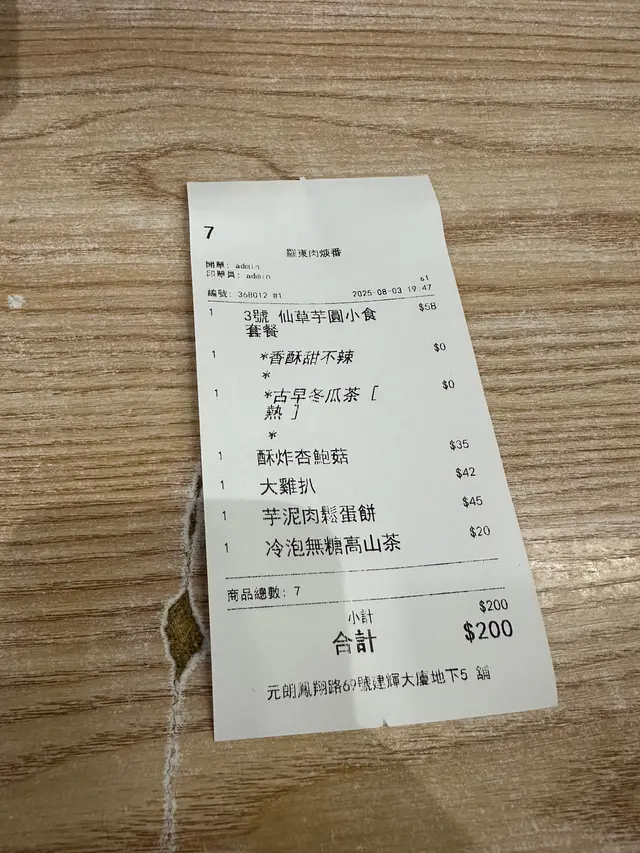 7
羅東肉焿番
開單: admin
印單員: admin
61
編號: 368012 #1 2025-08-03 19:47
1 3號 仙草芋圓小食 $58
套餐
1 *香酥甜不辣 $0
*
1 *古早冬瓜茶 [ $0
熱 ]
*
1 酥炸杏鮑菇 $35
1 大雞扒 $42
1 芋泥肉鬆蛋餅 $45
1 冷泡無糖高山茶 $20
商品總數: 7
小計 $200
合計 $200
元朗鳳翔路69號建輝大廈地下5 舖